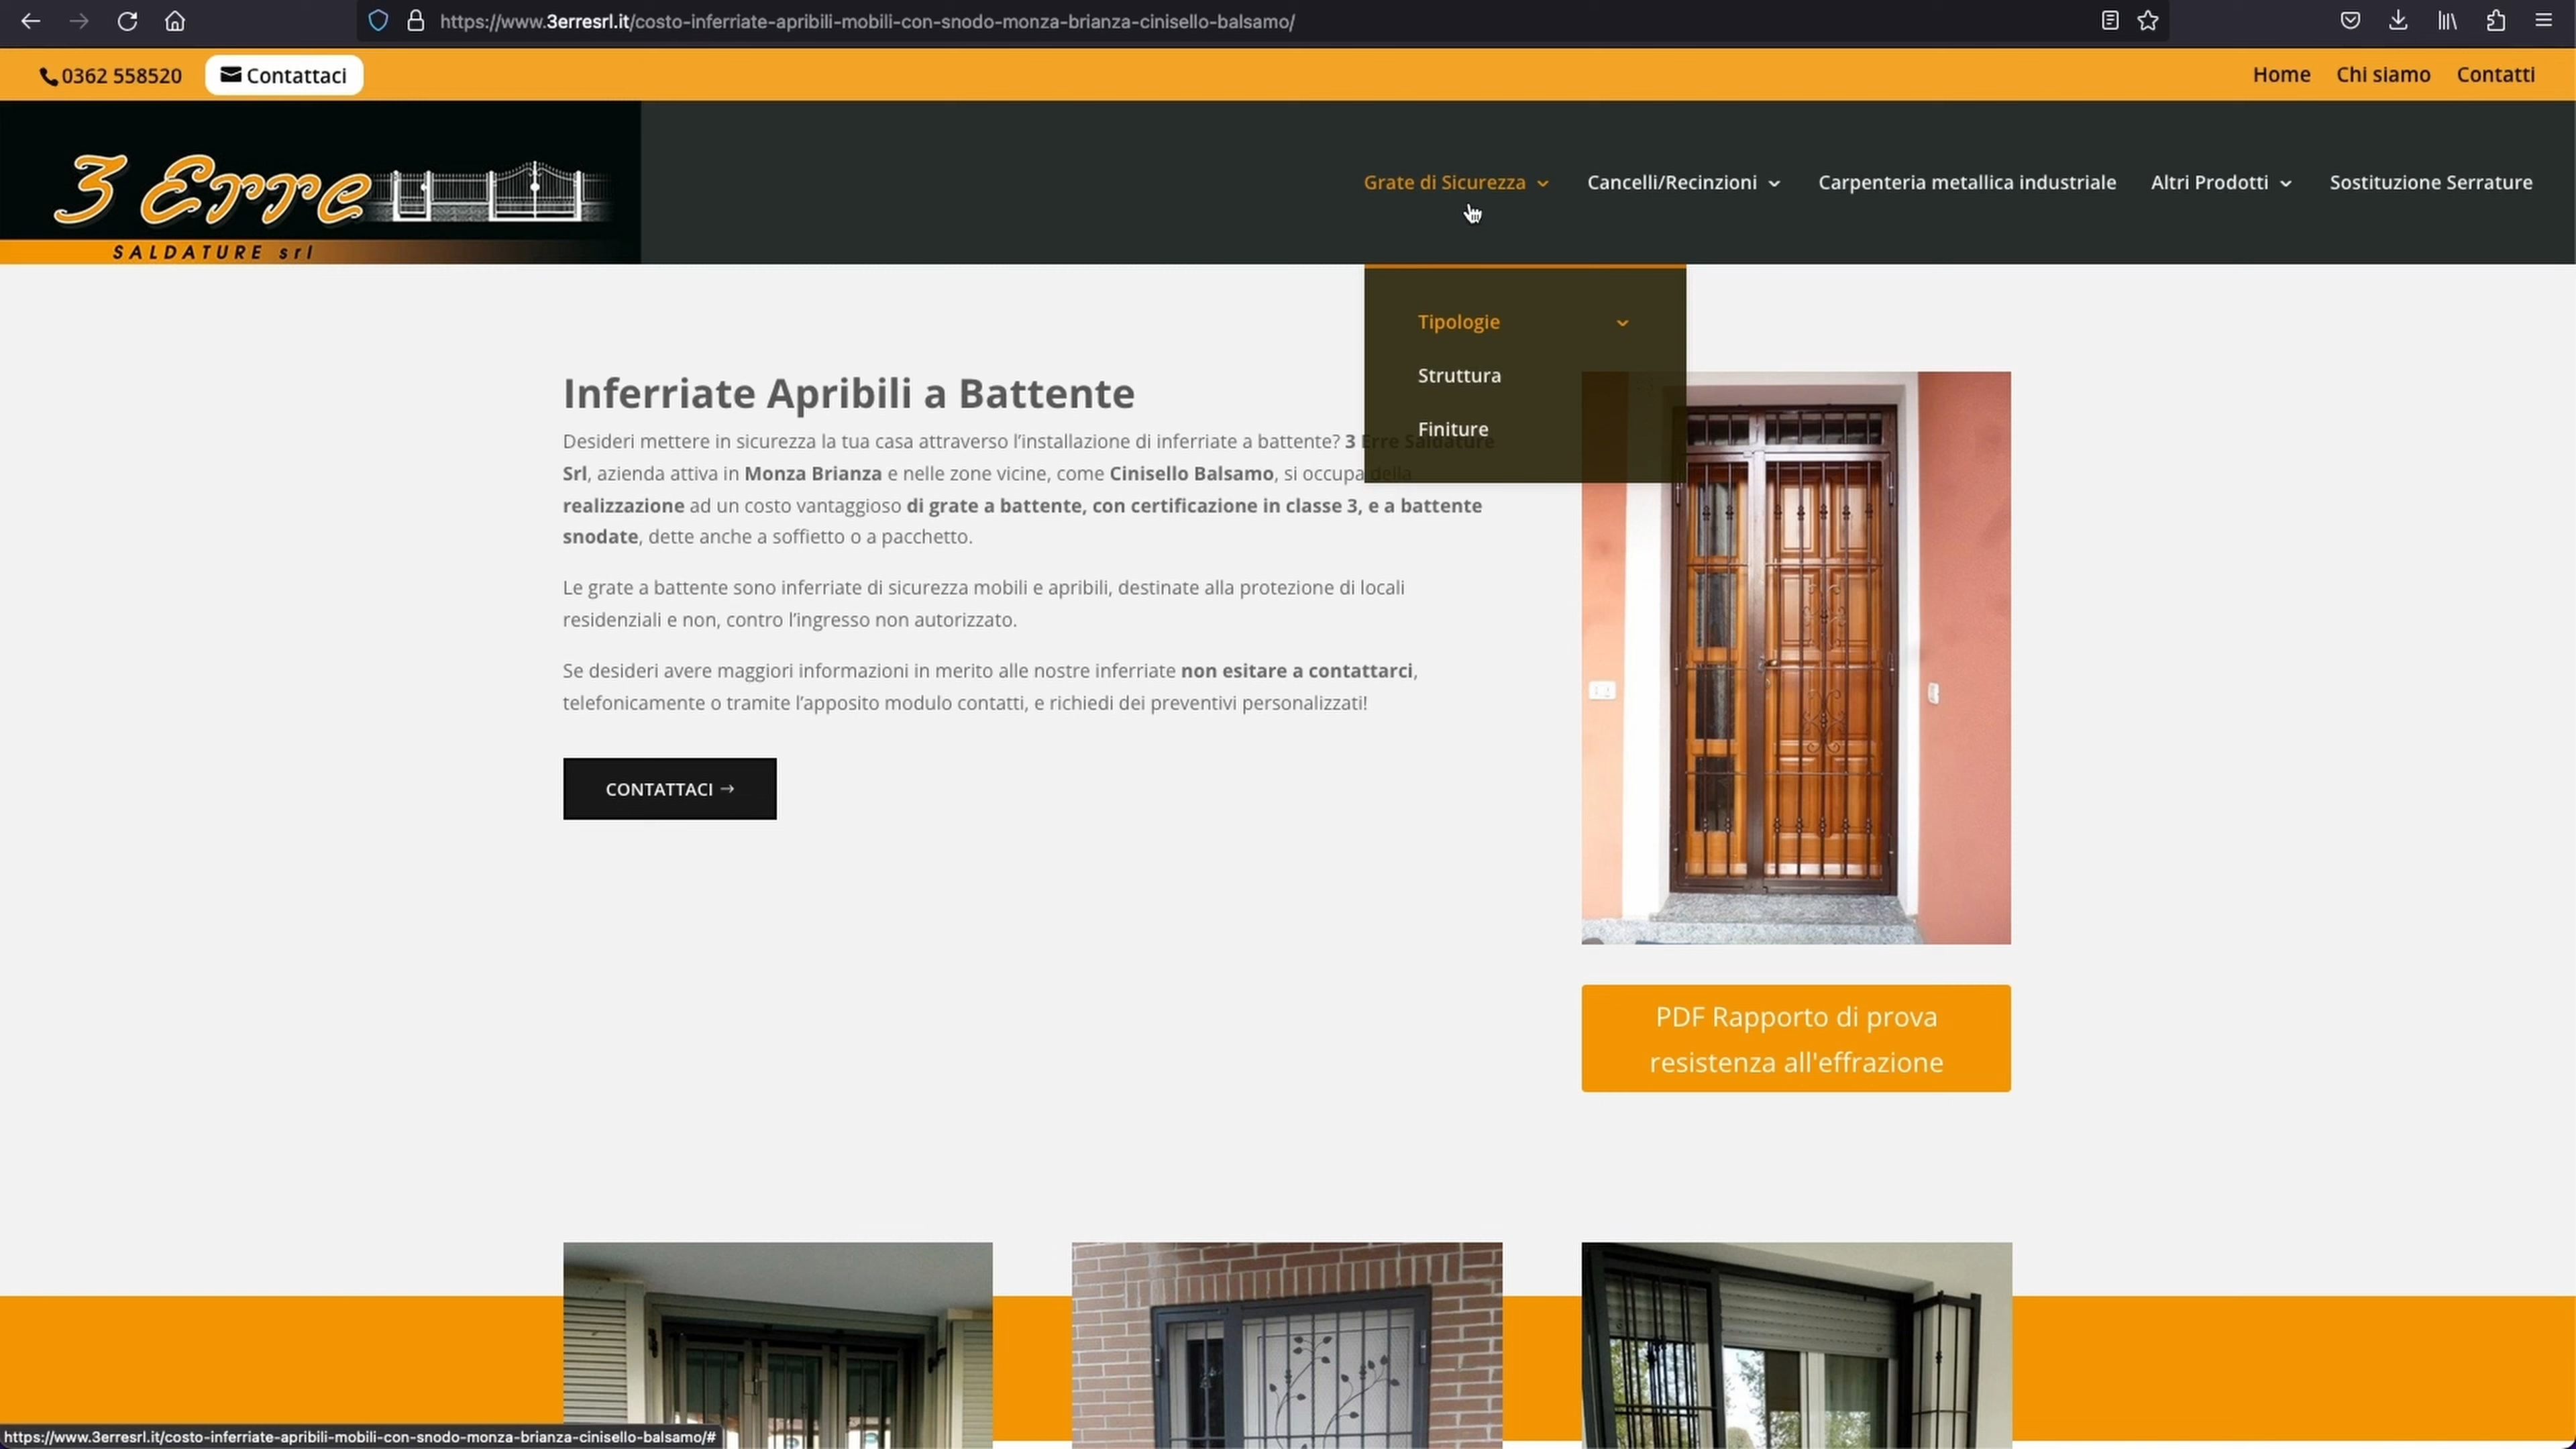 https://www.3erresrl.it/costo-inferriate-apribili-mobili-con-snodo-monza-brianza-cinisello-balsamo/
0362 558520
Contattaci
Home
Chi siamo
Contatti
3 Erre
SALDATURE srl
Grate di Sicurezza
Cancelli/Recinzioni
Carpenteria metallica industriale
Altri Prodotti
Sostituzione Serrature
Tipologie
Struttura
Finiture
Inferriate Apribili a Battente
Desideri mettere in sicurezza la tua casa attraverso l’installazione di inferriate a battente? 3 Erre Saldature
Srl, azienda attiva in Monza Brianza e nelle zone vicine, come Cinisello Balsamo, si occupa della
realizzazione ad un costo vantaggioso di grate a battente, con certificazione in classe 3, e a battente
snodate, dette anche a soffietto o a pacchetto.
Le grate a battente sono inferriate di sicurezza mobili e apribili, destinate alla protezione di locali
residenziali e non, contro l’ingresso non autorizzato.
Se desideri avere maggiori informazioni in merito alle nostre inferriate non esitare a contattarci,
telefonicamente o tramite l’apposito modulo contatti, e richiedi dei preventivi personalizzati!
CONTATTACI →
PDF Rapporto di prova
resistenza all'effrazione
https://www.3erresrl.it/costo-inferriate-apribili-mobili-con-snodo-monza-brianza-cinisello-balsamo/#